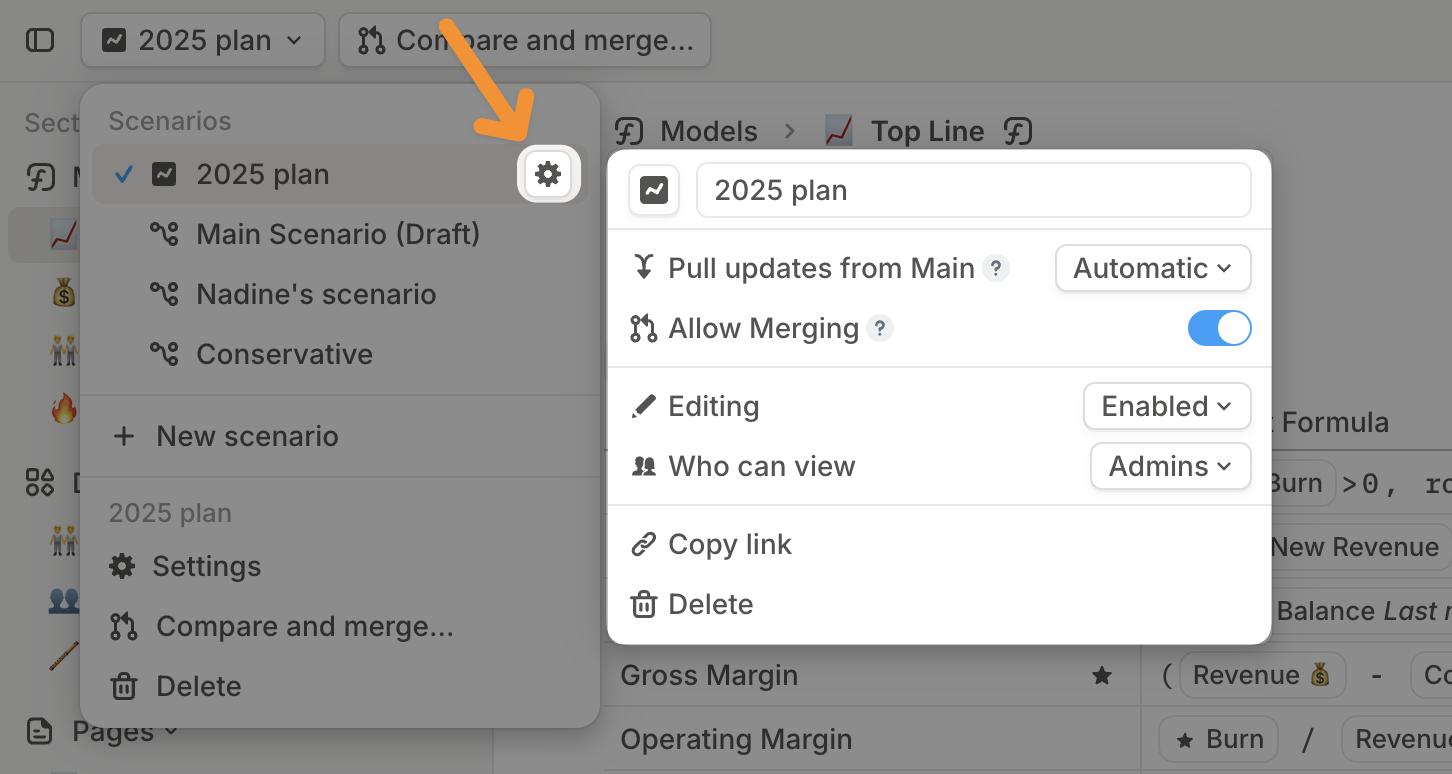 2025 plan
Compare and merge...
Sect
Scenarios
Models
Top Line
2025 plan
Main Scenario (Draft)
Nadine's scenario
Conservative
New scenario
2025 plan
Settings
Compare and merge...
Delete
Pages
2025 plan
Pull updates from Main ?
Automatic
Allow Merging ?
Editing
Enabled
Who can view
Admins
Copy link
Delete
Formula
Burn >0, ro
New Revenue
Balance Last
Gross Margin
( Revenue - Co
Operating Margin
Burn / Revenu